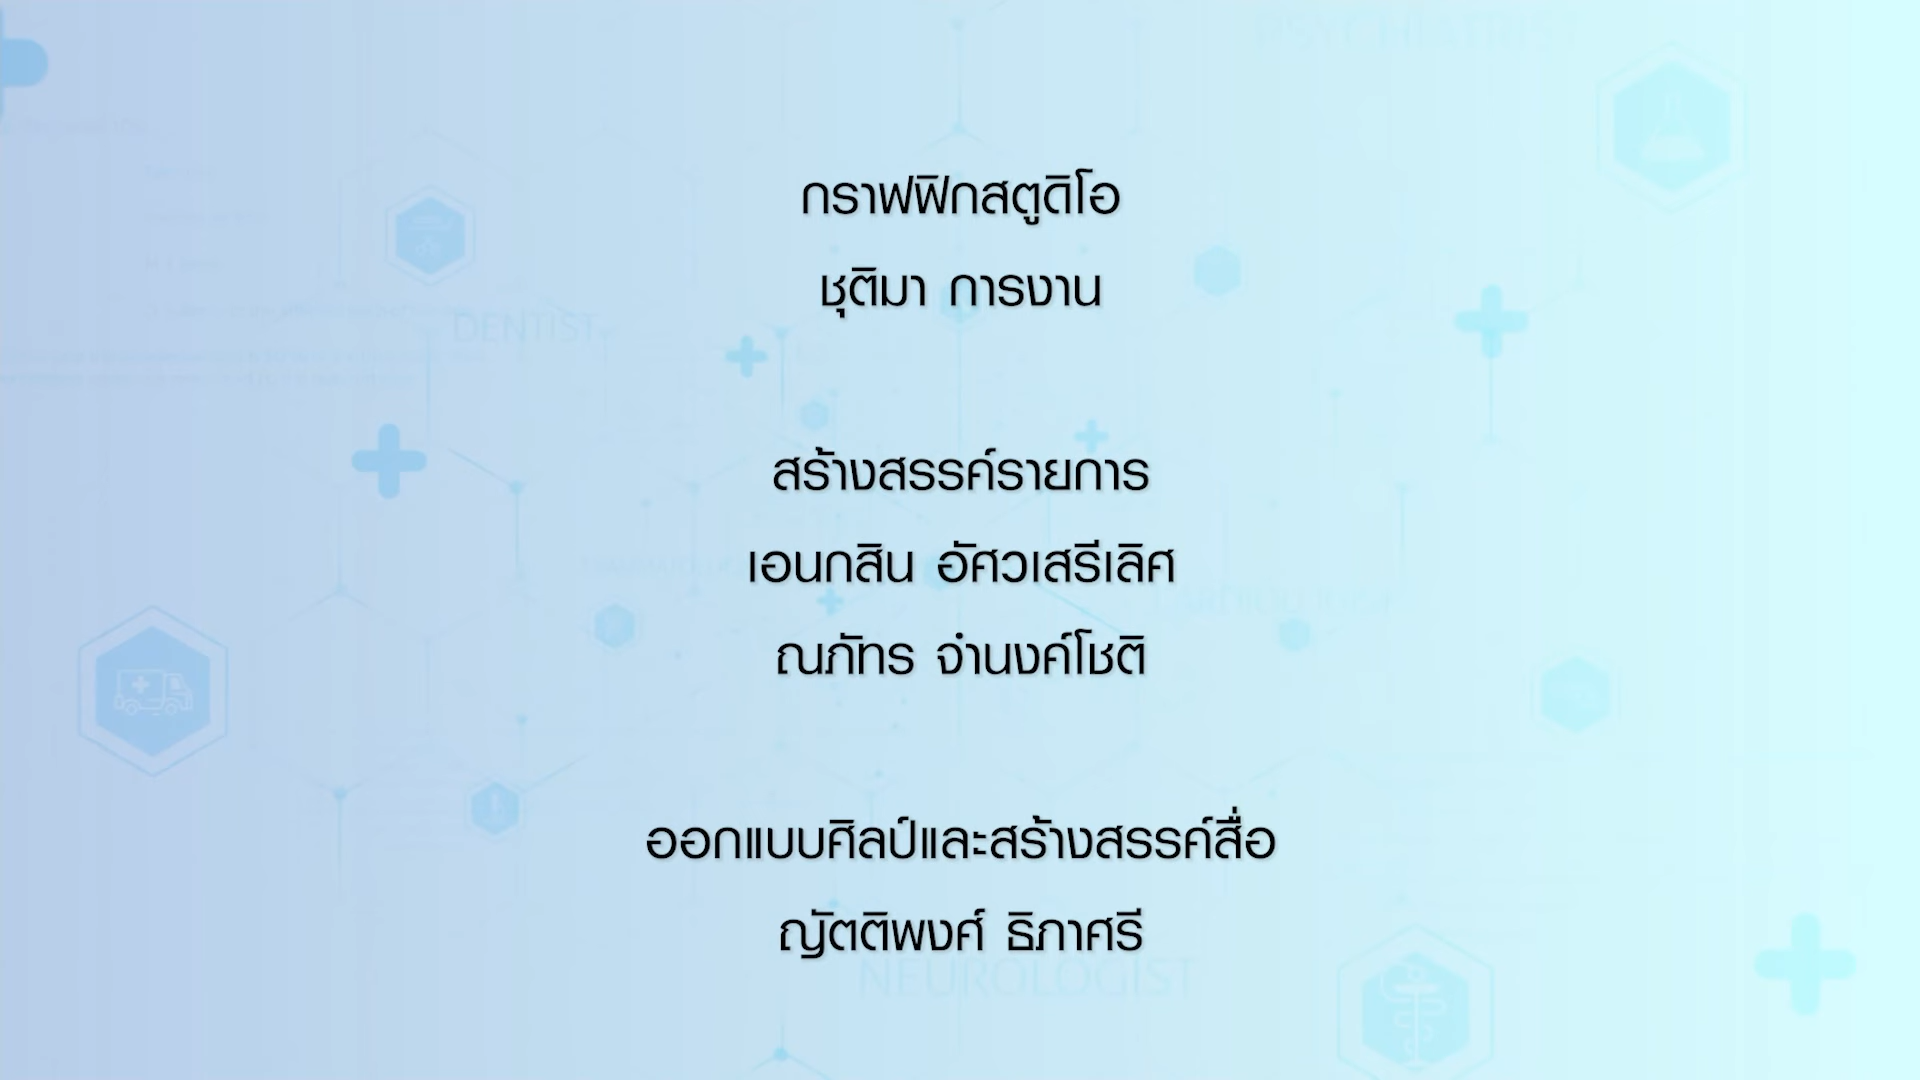 กราฟฟิกสตูดิโอ
ชุติมา การงาน
DENTIST
สร้างสรรค์รายการ
เอนกสิน อัศวเสรีเลิศ
ณภัทร จำนงค์โชติ
ออกแบบศิลป์และสร้างสรรค์สื่อ
ญัตติพงศ์ ธิภาศรี
NEUROLOGIST
PSYCHIATRIST